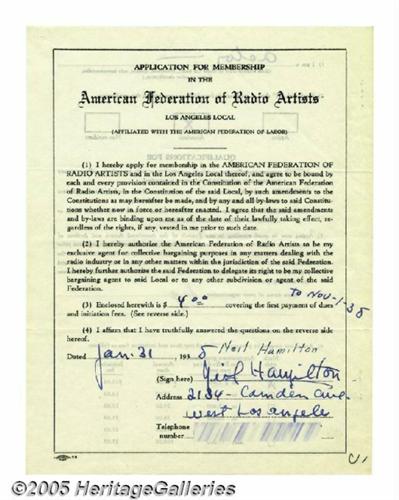 APPLICATION FOR MEMBERSHIP
IN THE
American Federation of Radio Artists
LOS ANGELES LOCAL
(AFFILIATED WITH THE AMERICAN FEDERATION OF LABOR)
(1) I hereby apply for membership in the AMERICAN FEDERATION OF
RADIO ARTISTS and in the Los Angeles Local thereof, and agree to be bound by
each and every provision contained in the Constitution of the American Federation
of Radio Artists, in the Constitution of the said Local, by such amendments to the
Constitutions as may hereafter be made, and by any and all by-laws to said Constitu-
tions whether now in force or hereafter enacted. I agree that the said amendments
and by-laws are binding upon me as of the date of their lawfully taking effect, re-
gardless of the rights, if any, vested in me prior to such date.
(2) I hereby authorize the American Federation of Radio Artists to be my
exclusive agent for collective bargaining purposes in any matters dealing with the
radio industry or in any other matters within the jurisdiction of the said Federation.
I hereby further authorize the said Federation to delegate its right to be my collective
bargaining agent to said Local or to any other subdivision or agent of the said
Federation.
To Nov-1-38
(3) Enclosed herewith is $ 4.00 covering the first payment of dues
and initiation fees. (See reverse side.)
(4) I affirm that I have truthfully answered the questions on the reverse side
hereof.
Dated Jan. 31 1938 Neil Hamilton
(Sign here) Neil Hamilton
Address 2134 - Camden Ave.
West Los Angeles
Telephone
number
©2005 HeritageGalleries